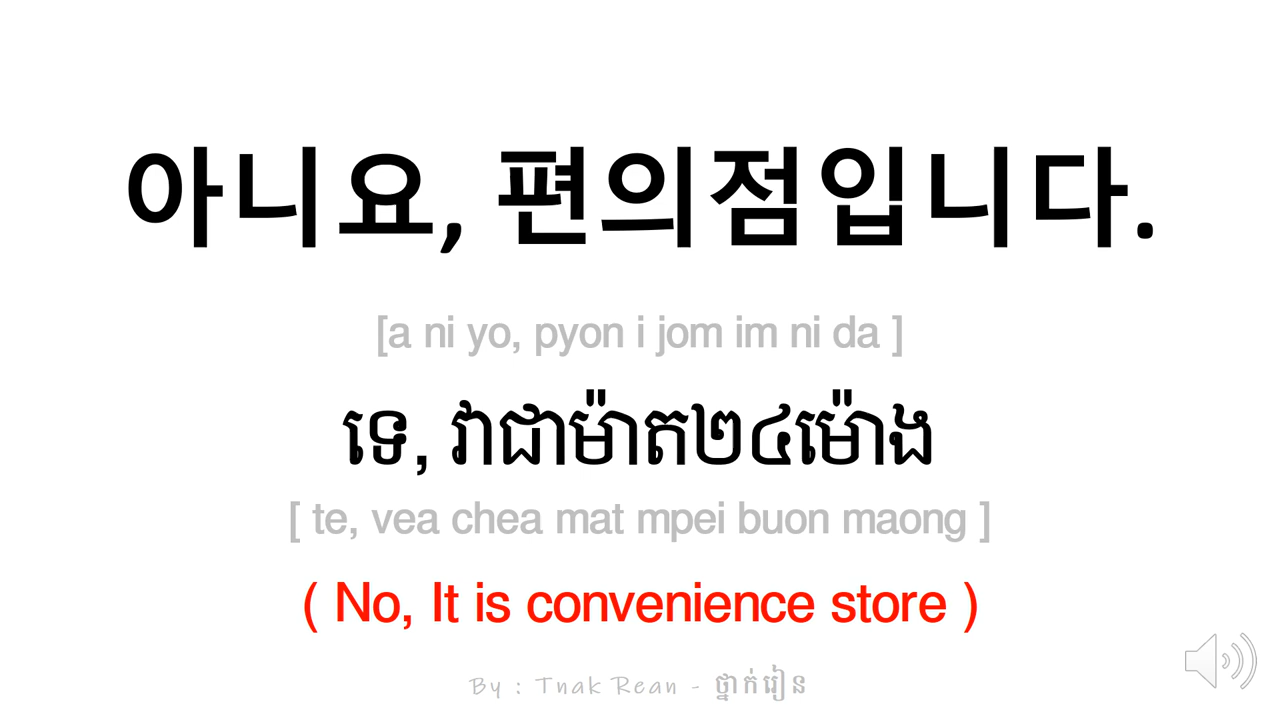 아니요, 편의점입니다.
[a ni yo, pyon i jom im ni da ]
ទេ, វាជាម៉ាត២៤ម៉ោង
[ te, vea chea mat mpei buon maong ]
( No, It is convenience store )
By : Tnak Rean - ថ្នាក់រៀន